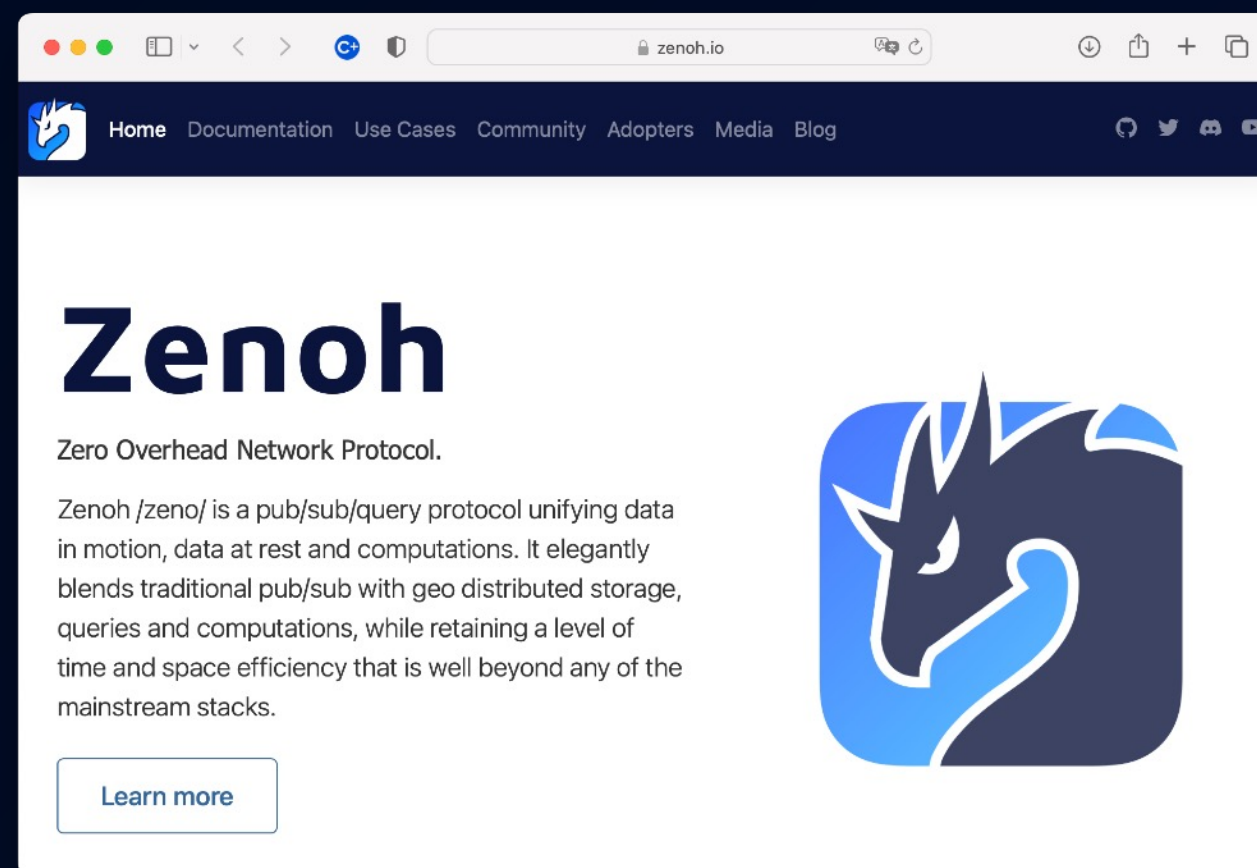 zenoh.io
Home Documentation Use Cases Community Adopters Media Blog
Zenoh
Zero Overhead Network Protocol.
Zenoh /zeno/ is a pub/sub/query protocol unifying data
in motion, data at rest and computations. It elegantly
blends traditional pub/sub with geo distributed storage,
queries and computations, while retaining a level of
time and space efficiency that is well beyond any of the
mainstream stacks.
Learn more